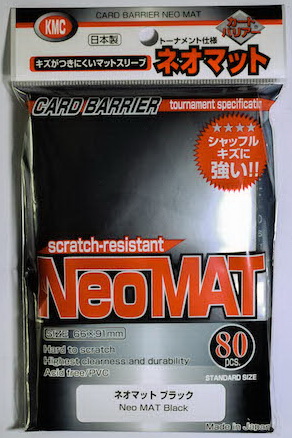 CARD BARRIER NEO MAT
KMC
日本製
トーナメント仕様
カード
バリアー
キズがつきにくいマットスリーブ
ネオマット
CARD BARRIER
tournament specification
★★★★
シャッフル
キズに
強い!!
scratch-resistant
NeoMAT
SIZE 66×91mm
Hard to scratch
Highest clearness and durability
Acid free/PVC
80
pcs.
STANDARD SIZE
ネオマット ブラック
Neo MAT Black
Made in Japan